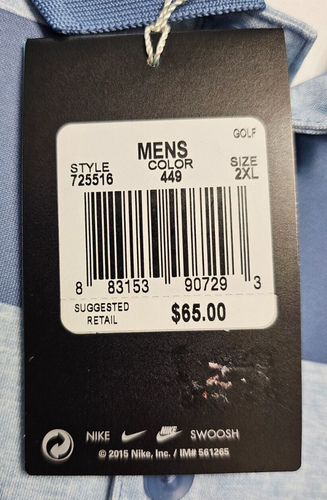 GOLF
MENS
STYLE COLOR SIZE
725516 449 2XL
8 83153 90729 3
SUGGESTED
RETAIL $65.00
NIKE NIKE SWOOSH
© 2015 Nike, Inc. / IM# 561265